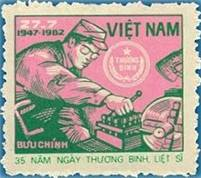 27.7
1947-1982
VIỆT NAM
THƯƠNG
BINH
BƯU CHÍNH
35 NĂM NGÀY THƯƠNG BINH, LIỆT SĨ